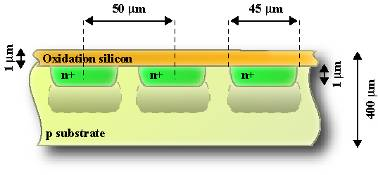 50 µm
45 µm
1 µm
Oxidation silicon
n+
n+
n+
1 µm
400 µm
p substrate